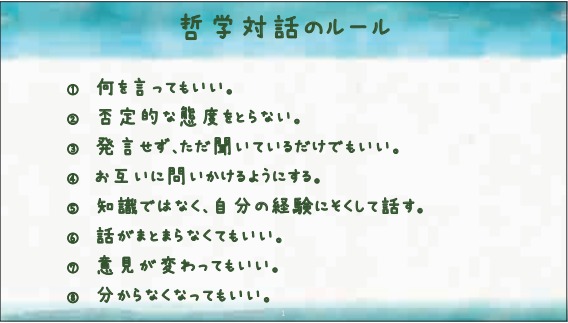 哲学対話のルール
① 何を言ってもいい。
② 否定的な態度をとらない。
③ 発言せず、ただ聞いているだけでもいい。
④ お互いに問いかけるようにする。
⑤ 知識ではなく、自分の経験にそくして話す。
⑥ 話がまとまらなくてもいい。
⑦ 意見が変わってもいい。
⑧ 分からなくなってもいい。